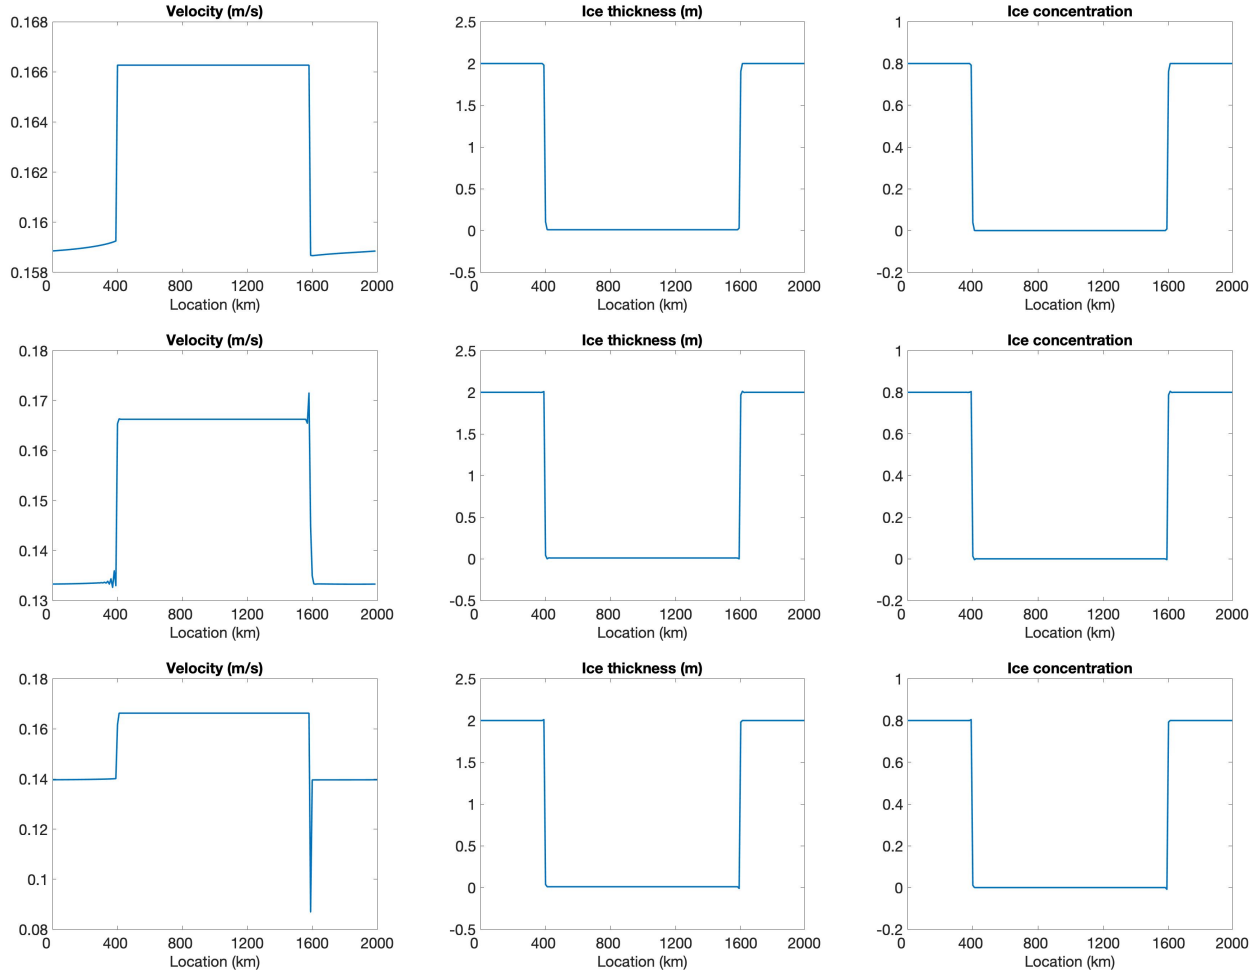 Velocity (m/s) Ice thickness (m) Ice concentration
0.168 2.5 1
0.166 2 0.8
0.164 1.5 0.6
1 0.4
0.162 0.5 0.2
0.16 0 0
0.158 -0.5 -0.2
0 400 800 1200 1600 2000 0 400 800 1200 1600 2000 0 400 800 1200 1600 2000
Location (km) Location (km) Location (km)
Velocity (m/s) Ice thickness (m) Ice concentration
0.18 2.5 1
0.17 2 0.8
0.16 1.5 0.6
0.15 1 0.4
0.5 0.2
0.14 0 0
0.13 -0.5 -0.2
0 400 800 1200 1600 2000 0 400 800 1200 1600 2000 0 400 800 1200 1600 2000
Location (km) Location (km) Location (km)
Velocity (m/s) Ice thickness (m) Ice concentration
0.18 2.5 1
0.16 2 0.8
0.14 1.5 0.6
0.12 1 0.4
0.1 0.5 0.2
0 0
0.08 -0.5 -0.2
0 400 800 1200 1600 2000 0 400 800 1200 1600 2000 0 400 800 1200 1600 2000
Location (km) Location (km) Location (km)